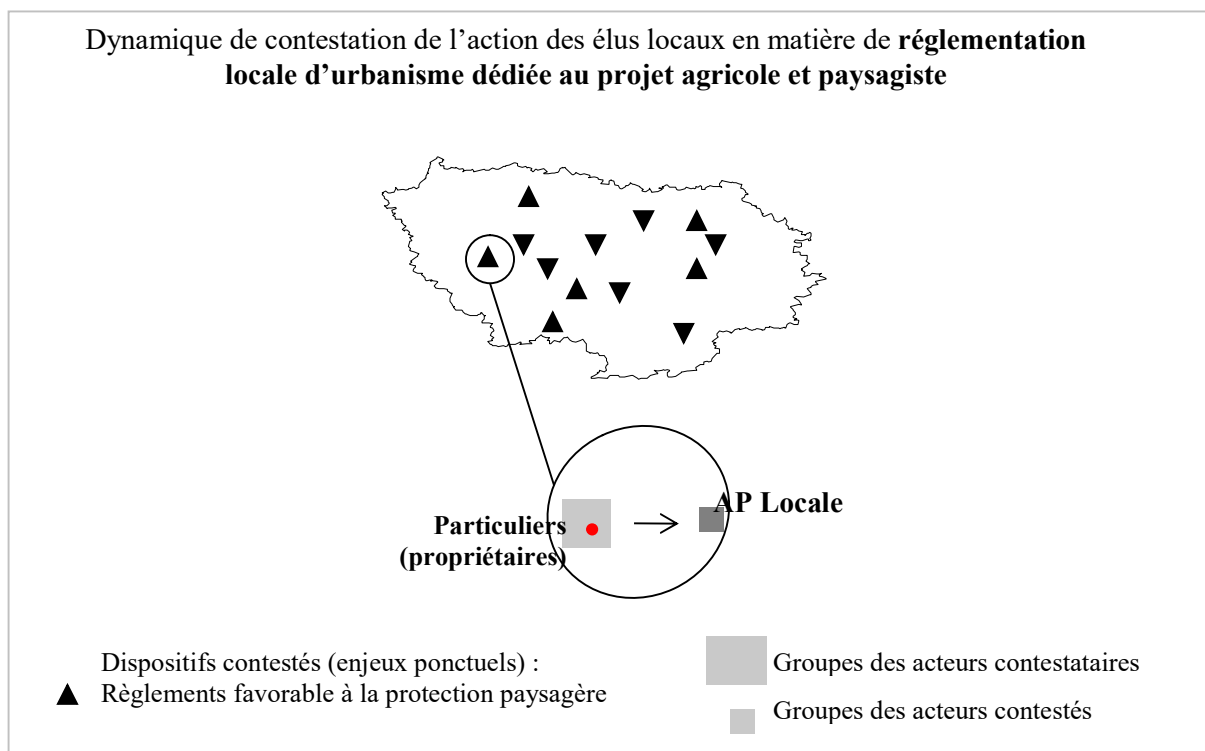 Dynamique de contestation de l’action des élus locaux en matière de réglementation
locale d’urbanisme dédiée au projet agricole et paysagiste
AP Locale
Particuliers
(propriétaires)
Dispositifs contestés (enjeux ponctuels) :
Règlements favorable à la protection paysagère
Groupes des acteurs contestataires
Groupes des acteurs contestés